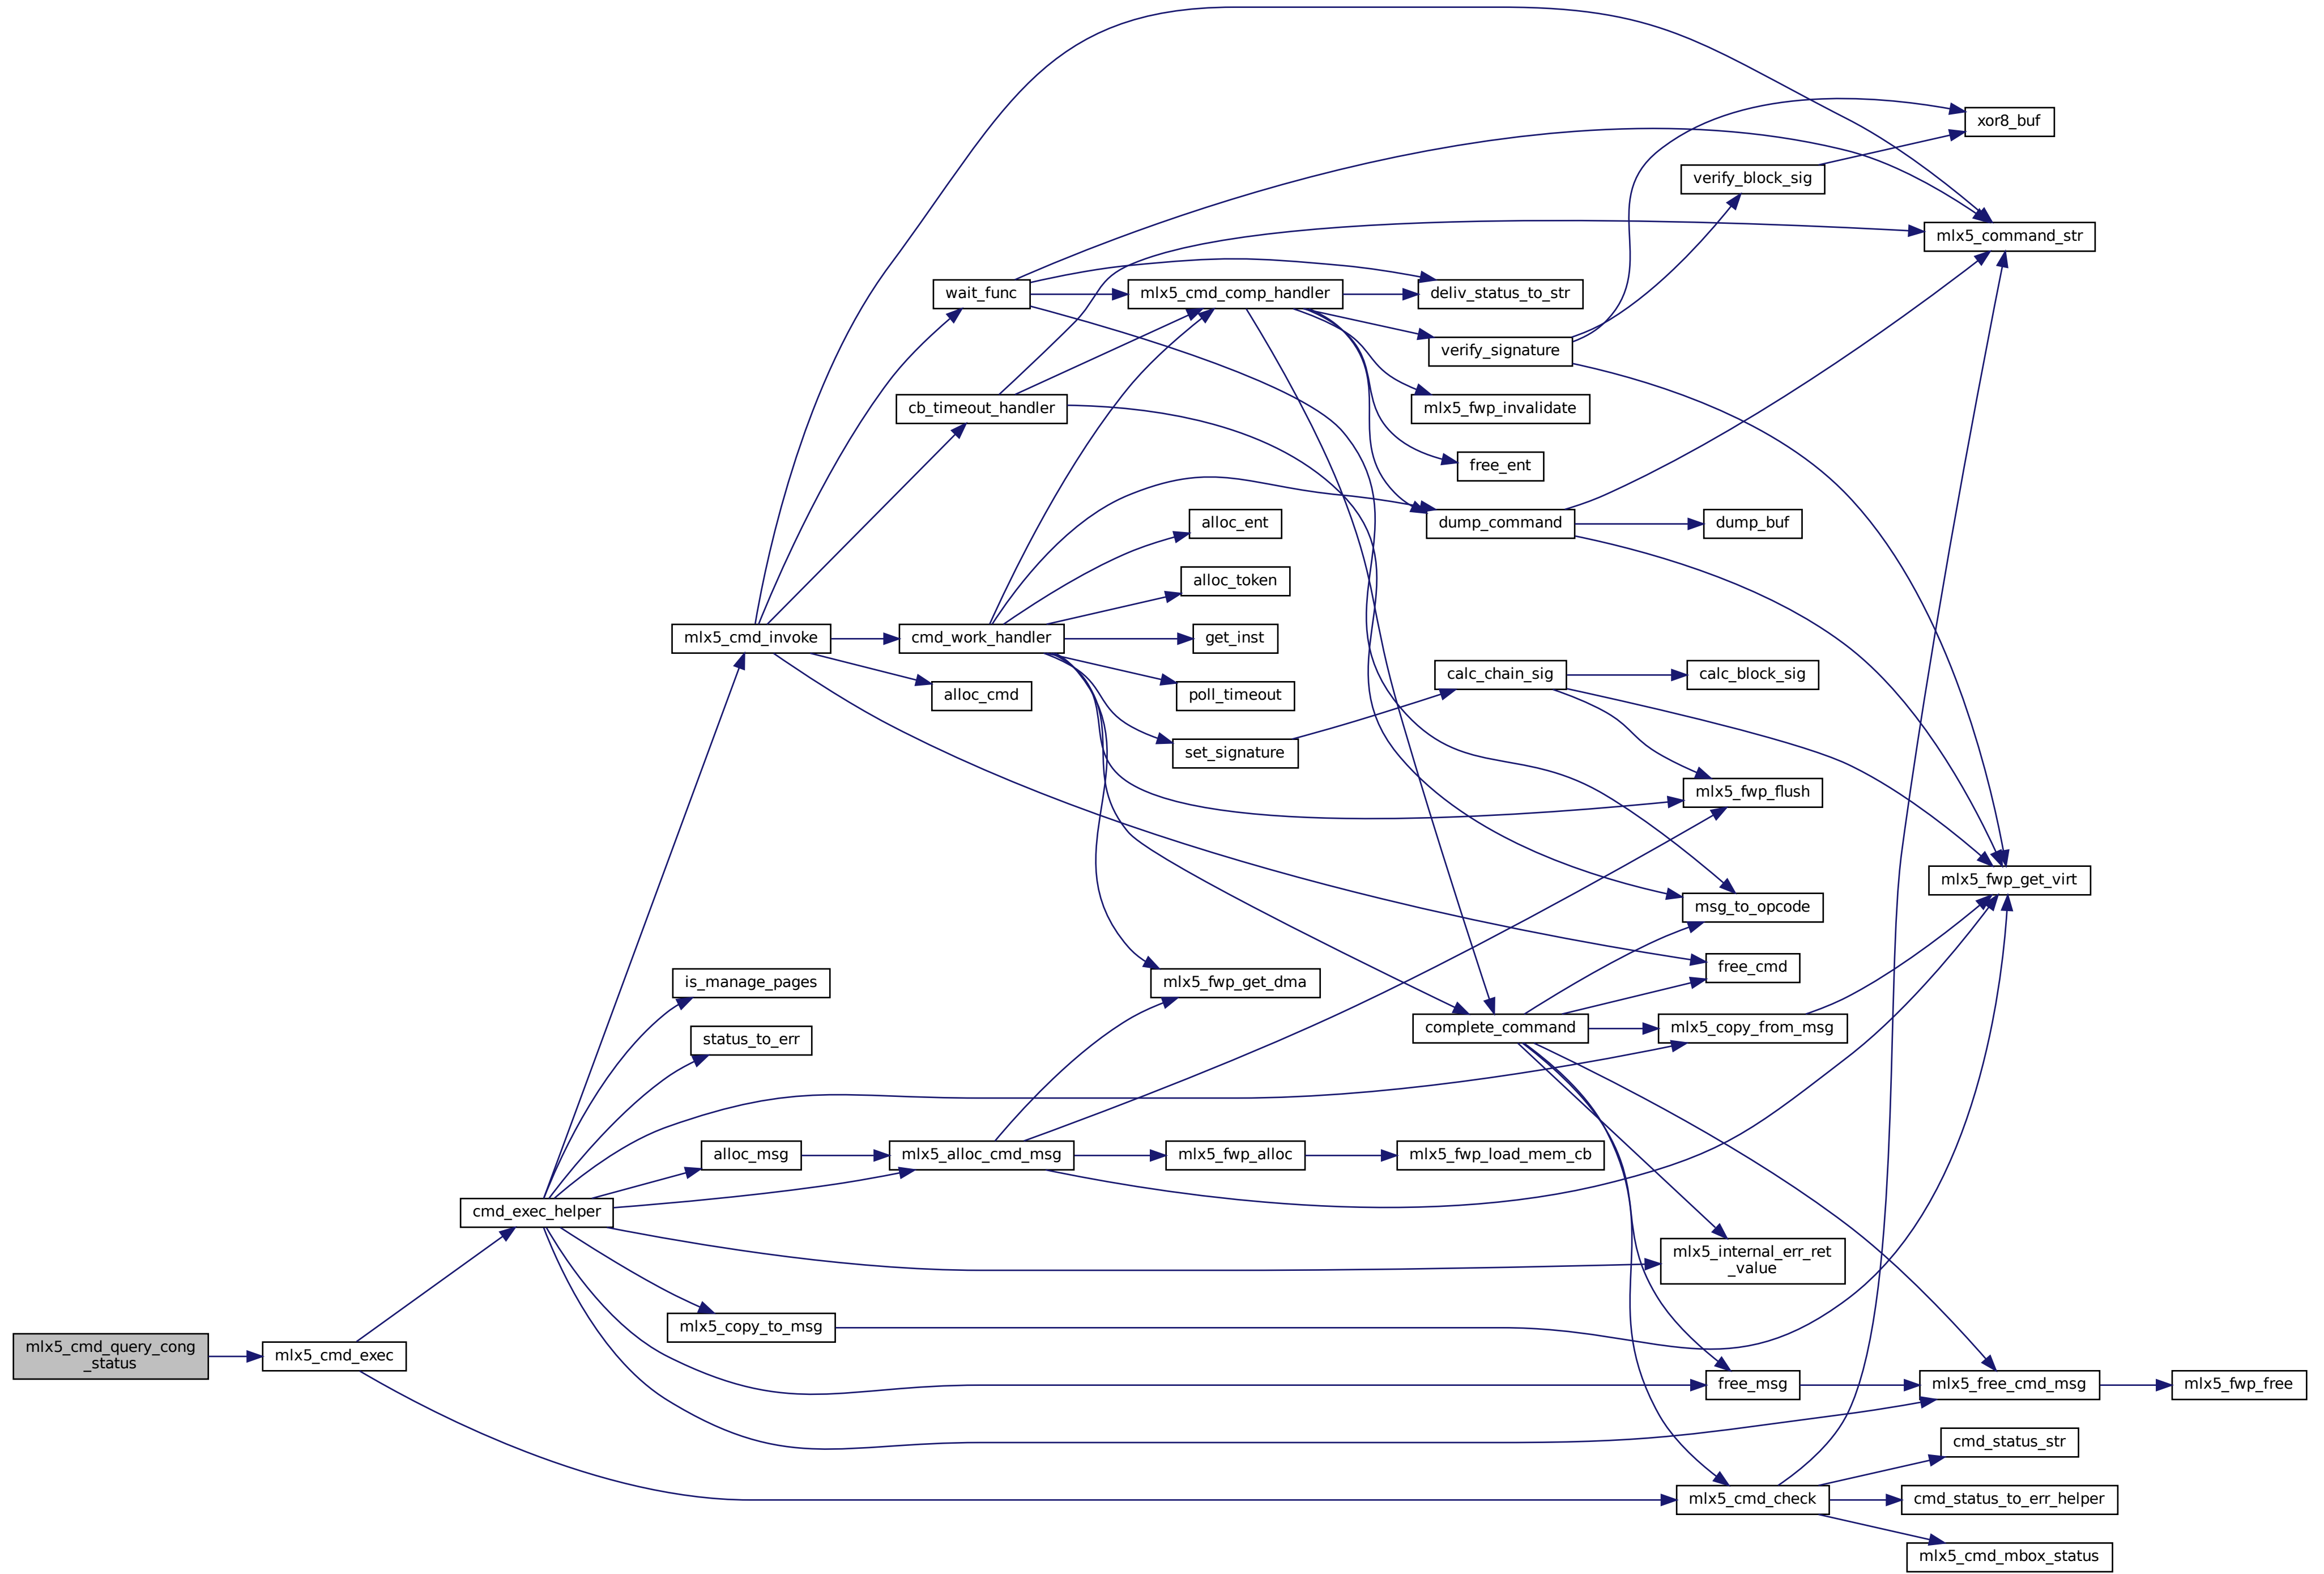 xor8_buf
verify_block_sig
mlx5_command_str
wait_func
mlx5_cmd_comp_handler
deliv_status_to_str
verify_signature
cb_timeout_handler
mlx5_fwp_invalidate
free_ent
alloc_ent
dump_command
dump_buf
alloc_token
mlx5_cmd_invoke
cmd_work_handler
get_inst
calc_chain_sig
calc_block_sig
alloc_cmd
poll_timeout
set_signature
mlx5_fwp_flush
mlx5_fwp_get_virt
msg_to_opcode
free_cmd
is_manage_pages
mlx5_fwp_get_dma
complete_command
mlx5_copy_from_msg
status_to_err
alloc_msg
mlx5_alloc_cmd_msg
mlx5_fwp_alloc
mlx5_fwp_load_mem_cb
cmd_exec_helper
mlx5_internal_err_ret
_value
mlx5_copy_to_msg
mlx5_cmd_query_cong
_status
mlx5_cmd_exec
free_msg
mlx5_free_cmd_msg
mlx5_fwp_free
cmd_status_str
mlx5_cmd_check
cmd_status_to_err_helper
mlx5_cmd_mbox_status